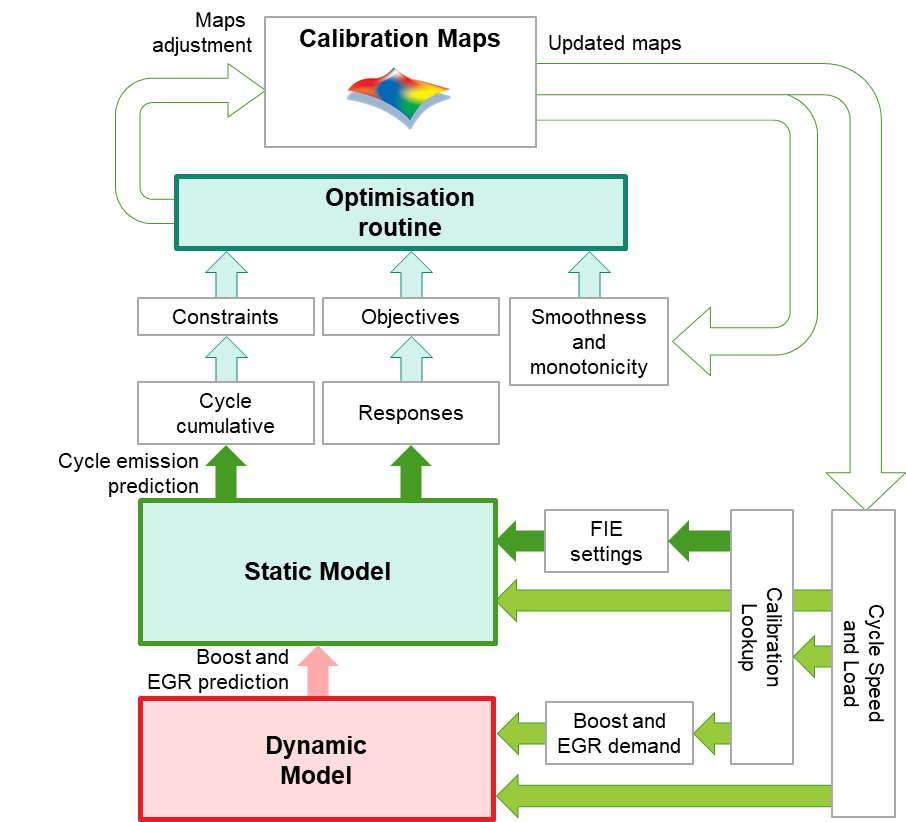 Maps
adjustment
Calibration Maps
Updated maps
Optimisation
routine
Constraints
Objectives
Smoothness
and
monotonicity
Cycle
cumulative
Responses
Cycle emission
prediction
Static Model
FIE
settings
Calibration
Lookup
Cycle Speed
and Load
Boost and
EGR prediction
Dynamic
Model
Boost and
EGR demand